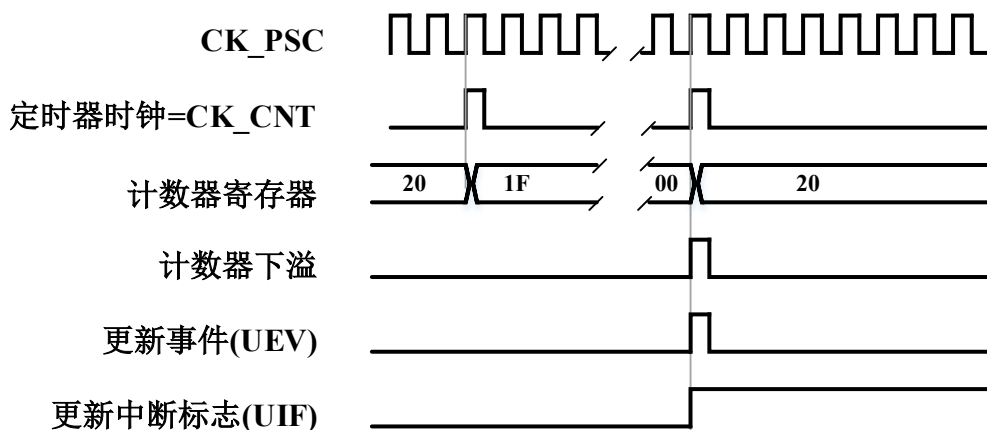 CK_PSC
定时器时钟=CK_CNT
计数器寄存器 20 1F 00 20
计数器下溢
更新事件(UEV)
更新中断标志(UIF)